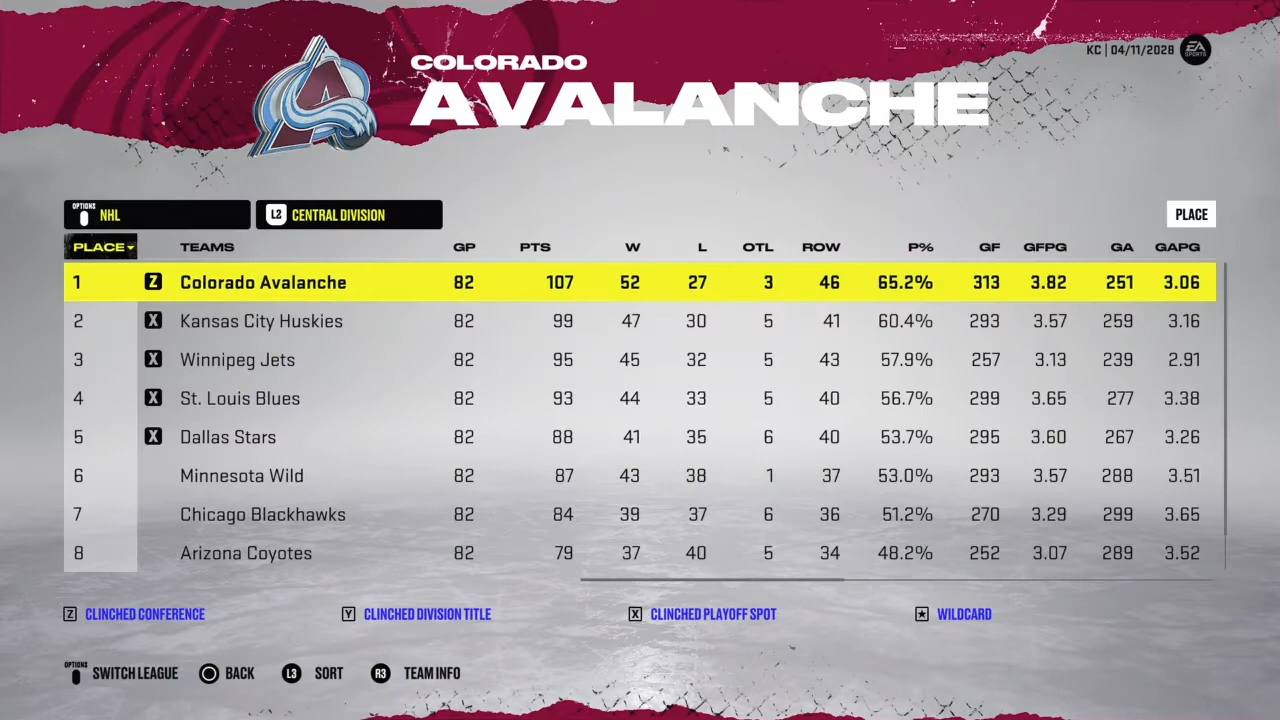 COLORADO
AVALANCHE
KC | 04/11/2028 EA SPORTS
OPTIONS NHL L2 CENTRAL DIVISION PLACE
PLACE TEAMS GP PTS W L OTL ROW P% GF GFPG GA GAPG
1 Z Colorado Avalanche 82 107 52 27 3 46 65.2% 313 3.82 251 3.06
2 X Kansas City Huskies 82 99 47 30 5 41 60.4% 293 3.57 259 3.16
3 X Winnipeg Jets 82 95 45 32 5 43 57.9% 257 3.13 239 2.91
4 X St. Louis Blues 82 93 44 33 5 40 56.7% 299 3.65 277 3.38
5 X Dallas Stars 82 88 41 35 6 40 53.7% 295 3.60 267 3.26
6 Minnesota Wild 82 87 43 38 1 37 53.0% 293 3.57 288 3.51
7 Chicago Blackhawks 82 84 39 37 6 36 51.2% 270 3.29 299 3.65
8 Arizona Coyotes 82 79 37 40 5 34 48.2% 252 3.07 289 3.52
Z CLINCHED CONFERENCE Y CLINCHED DIVISION TITLE X CLINCHED PLAYOFF SPOT ★ WILDCARD
OPTIONS SWITCH LEAGUE BACK L3 SORT R3 TEAM INFO